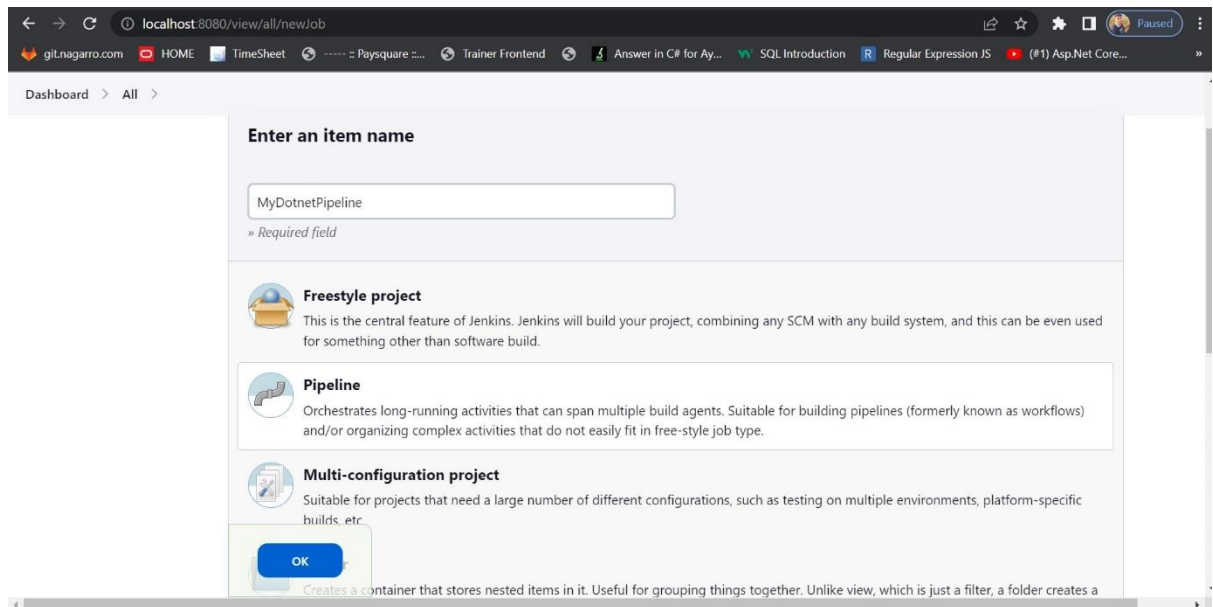 localhost:8080/view/all/newJob
Paused
git.nagarro.com HOME TimeSheet ----- :: Paysquare ::... Trainer Frontend Answer in C# for Ay... SQL Introduction Regular Expression JS (#1) Asp.Net Core... »
Dashboard > All >
Enter an item name
MyDotnetPipeline
» Required field
Freestyle project
This is the central feature of Jenkins. Jenkins will build your project, combining any SCM with any build system, and this can be even used
for something other than software build.
Pipeline
Orchestrates long-running activities that can span multiple build agents. Suitable for building pipelines (formerly known as workflows)
and/or organizing complex activities that do not easily fit in free-style job type.
Multi-configuration project
Suitable for projects that need a large number of different configurations, such as testing on multiple environments, platform-specific
builds, etc.
OK
Creates a container that stores nested items in it. Useful for grouping things together. Unlike view, which is just a filter, a folder creates a